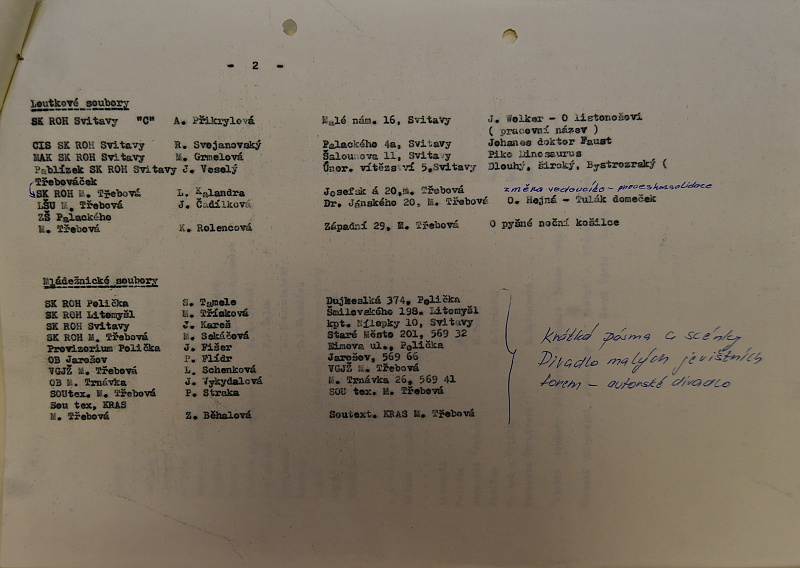 - 2 -
Loutkové soubory
SK ROH Svitavy "C" A. Přikrylová Malé nám. 16, Svitavy J. Welker - O listonošovi
( pracovní název )
CIS SK ROH Svitavy R. Svejanovský Palackého 4a, Svitavy Johanes doktor Faust
MAK SK ROH Svitavy M. Grmelová Šalounova 11, Svitavy Piko Dinosaurus
Pablízek SK ROH Svitavy J. Veselý Únor. vítězství 5,Svitavy Dlouhý, Široký, Bystrozraký (
Třebováček
SK ROH M. Třebová L. Kalandra Josefská 20,M. Třebová změna vedoucího -
LŠU M. Třebová J. Čadílková Dr. Jánského 20, M. Třebová O. Hejná - Tulák domeček
ZŠ Palackého
M. Třebová K. Rolencová Západní 29, M. Třebová O pyšné noční košilce
Mládežnické soubory
SK ROH Polička S. Tamele 374, Polička
SK ROH Litomyšl M. Třísková Šmilovského 198. Litomyšl
SK ROH Svitavy J. Kareš kpt. Nílepky 10, Svitavy
SK ROH M. Třebová M. Sekáčová Staré Město 201, 569 32
Provizorium Polička J. Fišer Eimova ul., Polička
OB Jarošov P. Flídr Jarošov, 569 66
VGJŽ M. Třebová L. Schenková VGJŽ M. Třebová
OB M. Trnávka J. Vykydalová M. Trnávka 26, 569 41
SOUtex. M. Třebová P. Straka SOU tex. M. Třebová
Sou tex, KRAS
M. Třebová Z. Běhalová Soutext. KRAS M. Třebová
Krátká pásma a scénky
Divadlo malých jevištních
forem - autorské divadlo